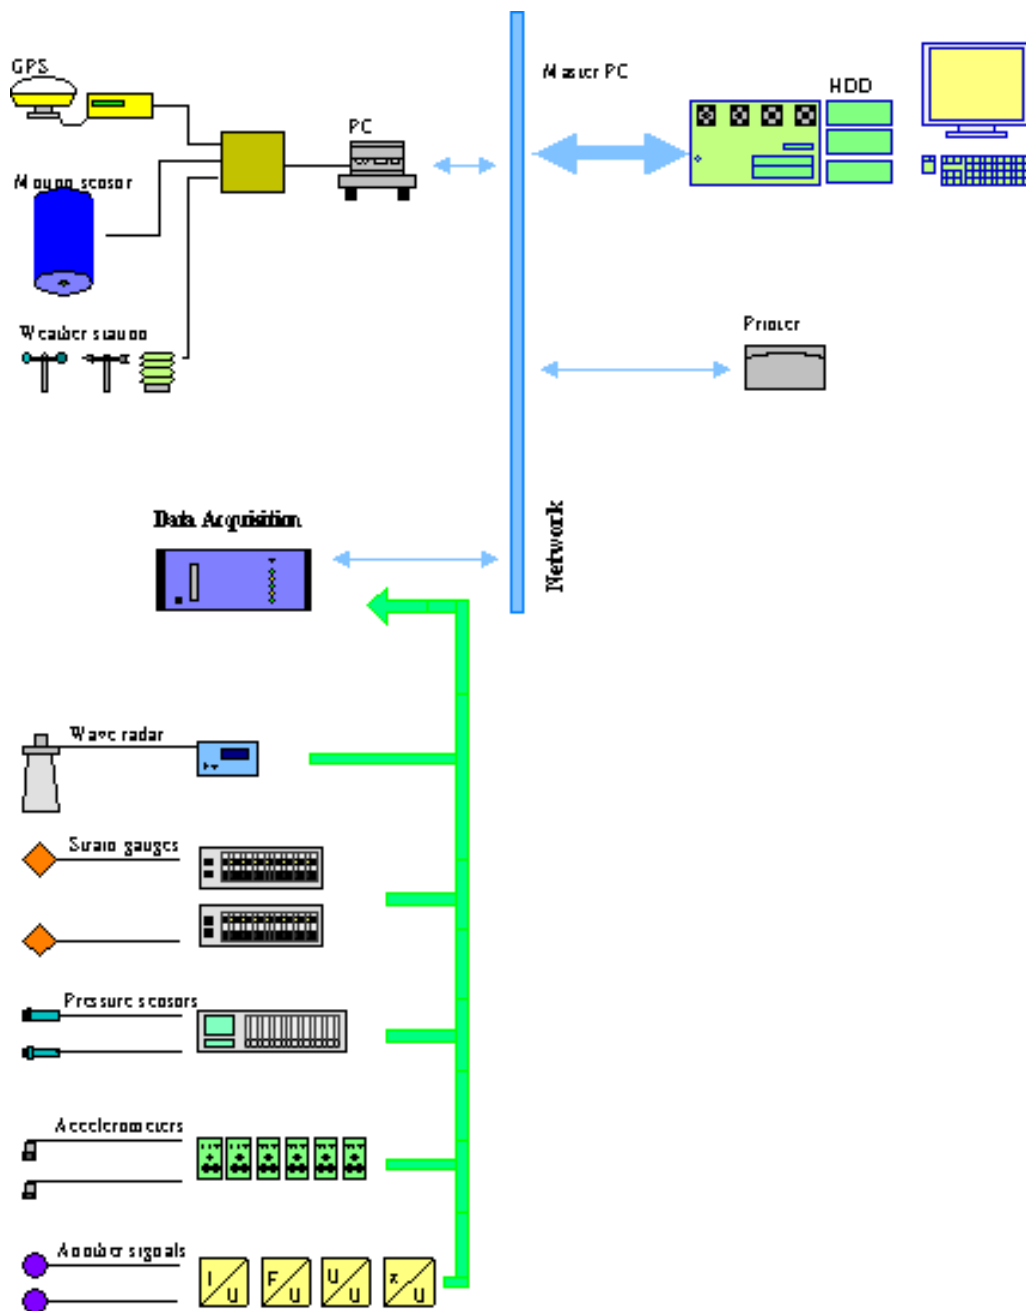 GPS
Motion sensor
Weather station
PC
Master PC
HDD
Printer
Network
Data Acquisition
Wave radar
Strain gauges
Pressure sensors
Accelerometers
Another signals
I/U
F/U
U/U
x/U